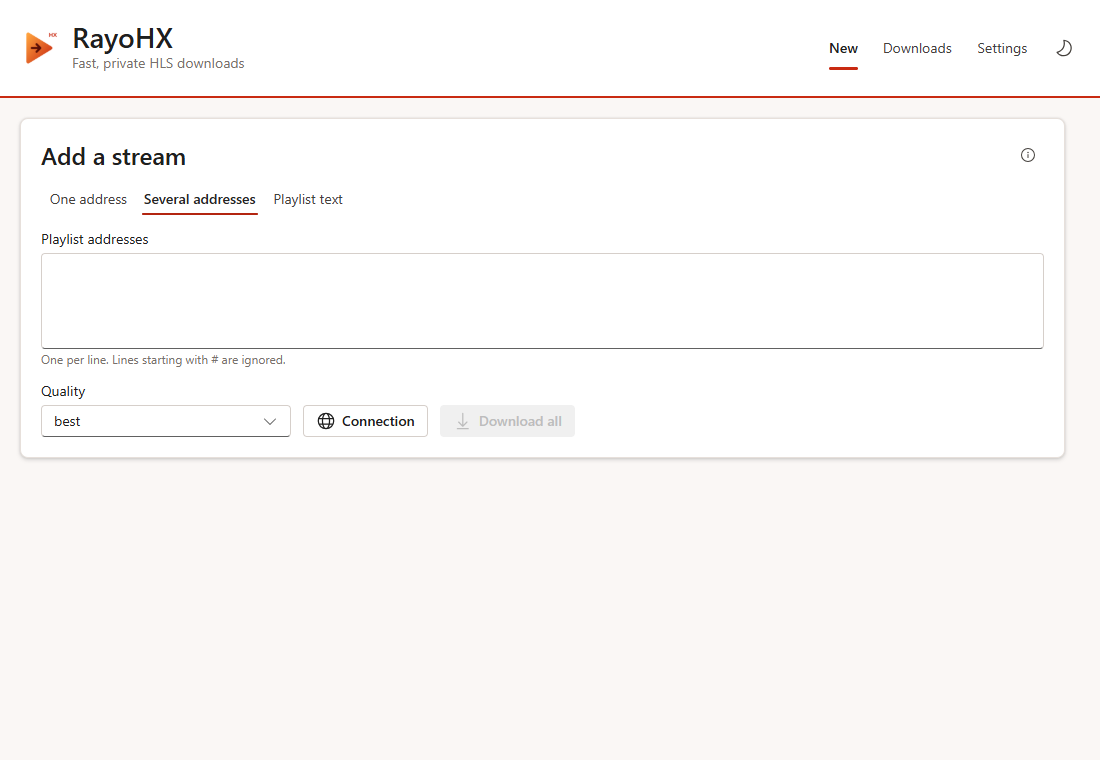 HX
RayoHX
Fast, private HLS downloads
New
Downloads
Settings
Add a stream
One address
Several addresses
Playlist text
Playlist addresses
One per line. Lines starting with # are ignored.
Quality
best
Connection
Download all